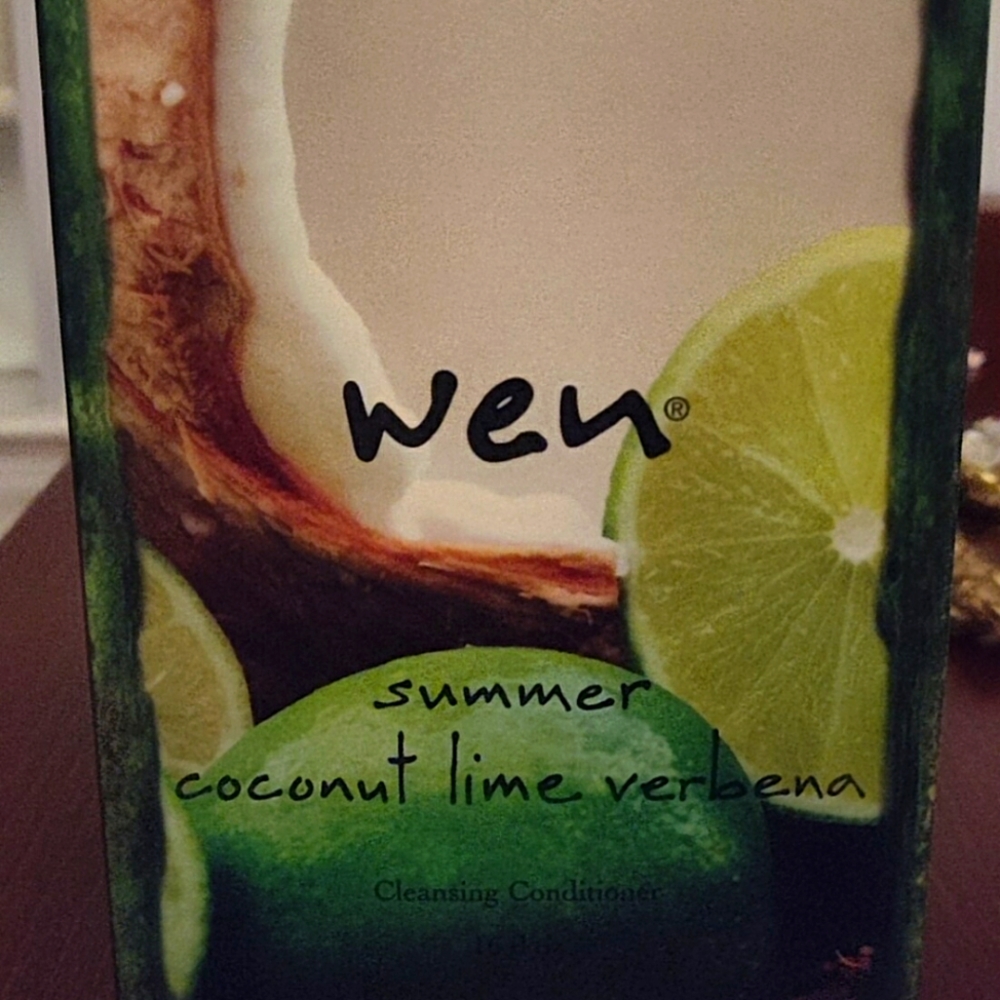 wen®
summer
coconut lime verbena
Cleansing Conditioner